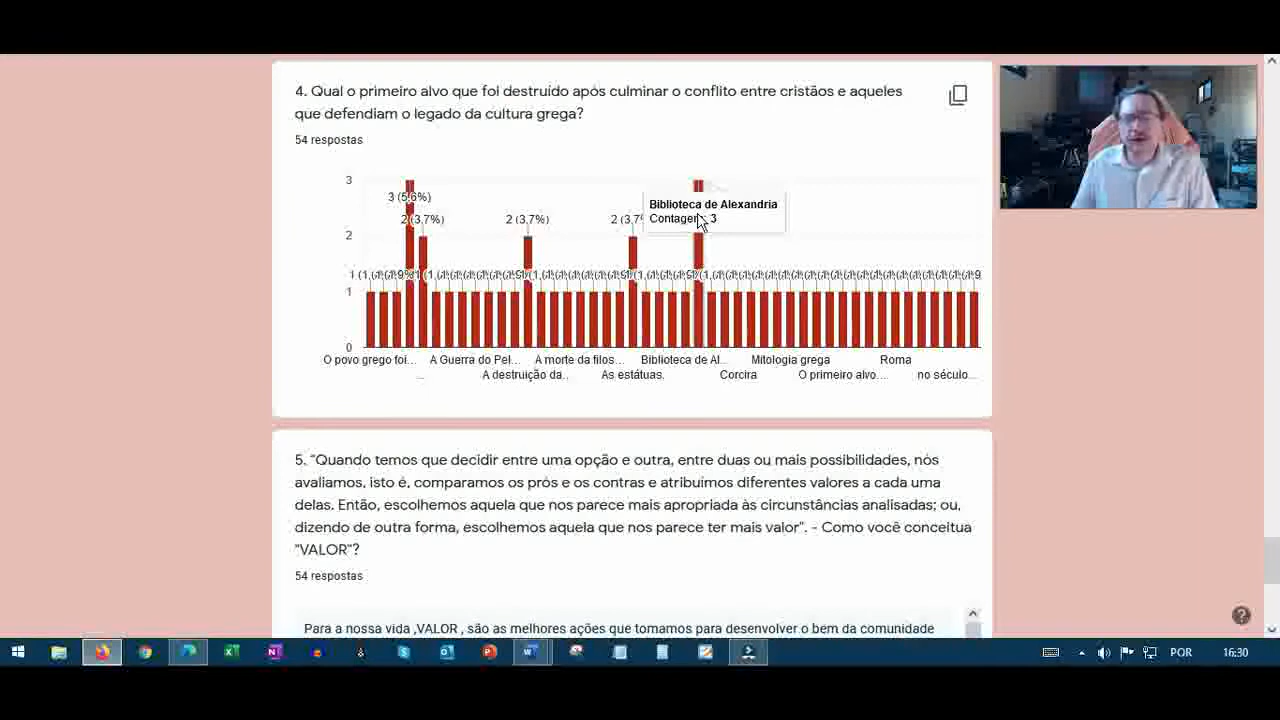 4. Qual o primeiro alvo que foi destruído após culminar o conflito entre cristãos e aqueles
que defendiam o legado da cultura grega?
54 respostas
3
3 (5,6%)
Biblioteca de Alexandria
Contagem: 3
2 (3,7%)
2 (3,7%)
2 (3,7%
2
1
0
O povo grego foi...
A Guerra do Pel...
A morte da filos...
Biblioteca de Al...
Mitologia grega
Roma
...
A destruição da...
As estátuas.
Corcira
O primeiro alvo...
no século...
5. "Quando temos que decidir entre uma opção e outra, entre duas ou mais possibilidades, nós
avaliamos, isto é, comparamos os prós e os contras e atribuímos diferentes valores a cada uma
delas. Então, escolhemos aquela que nos parece mais apropriada às circunstâncias analisadas; ou,
dizendo de outra forma, escolhemos aquela que nos parece ter mais valor". - Como você conceitua
"VALOR"?
54 respostas
Para a nossa vida ,VALOR , são as melhores ações que tomamos para desenvolver o bem da comunidade
POR
16:30